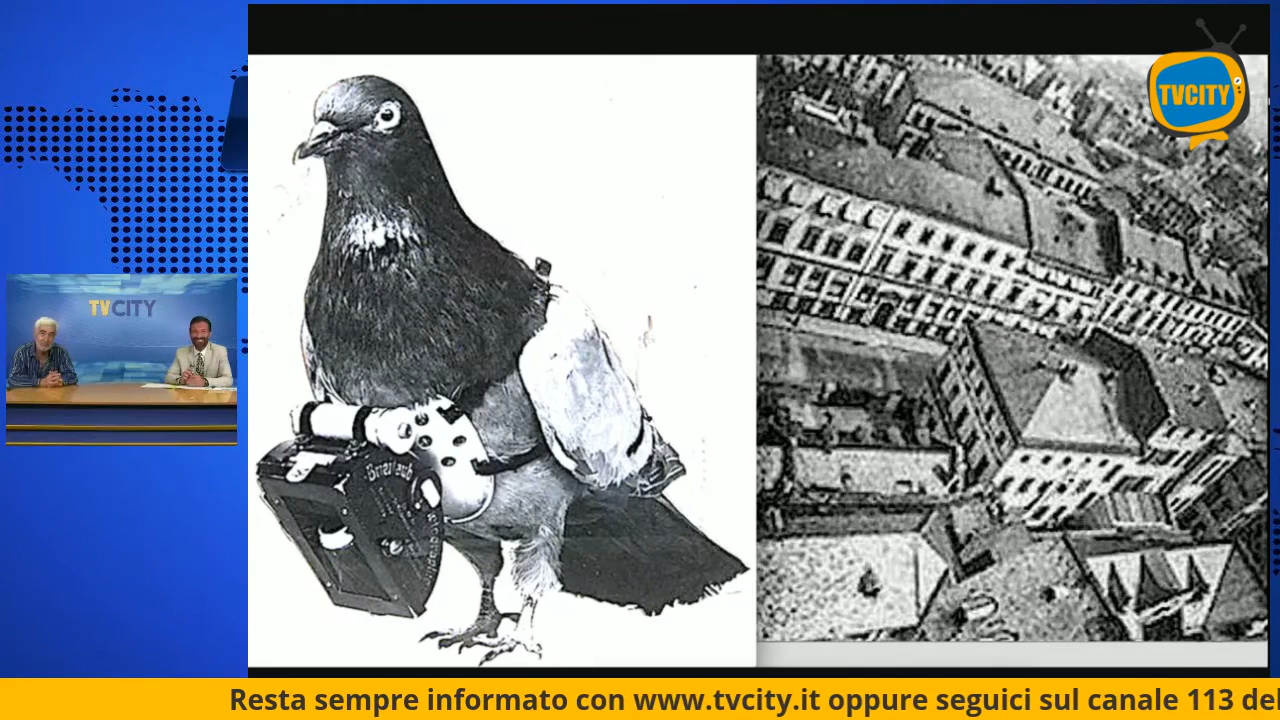 TVCITY
TVCITY
Resta sempre informato con www.tvcity.it oppure seguici sul canale 113 del